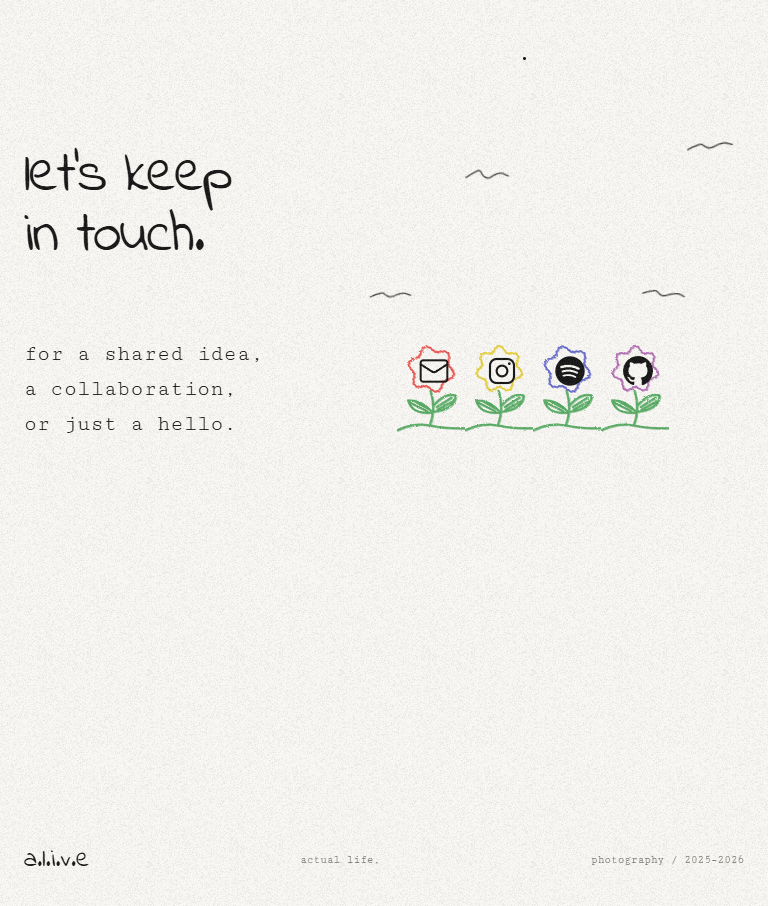 let's keep
in touch.
for a shared idea,
a collaboration,
or just a hello.
a.l.i.v.e
actual life.
photography / 2025-2026